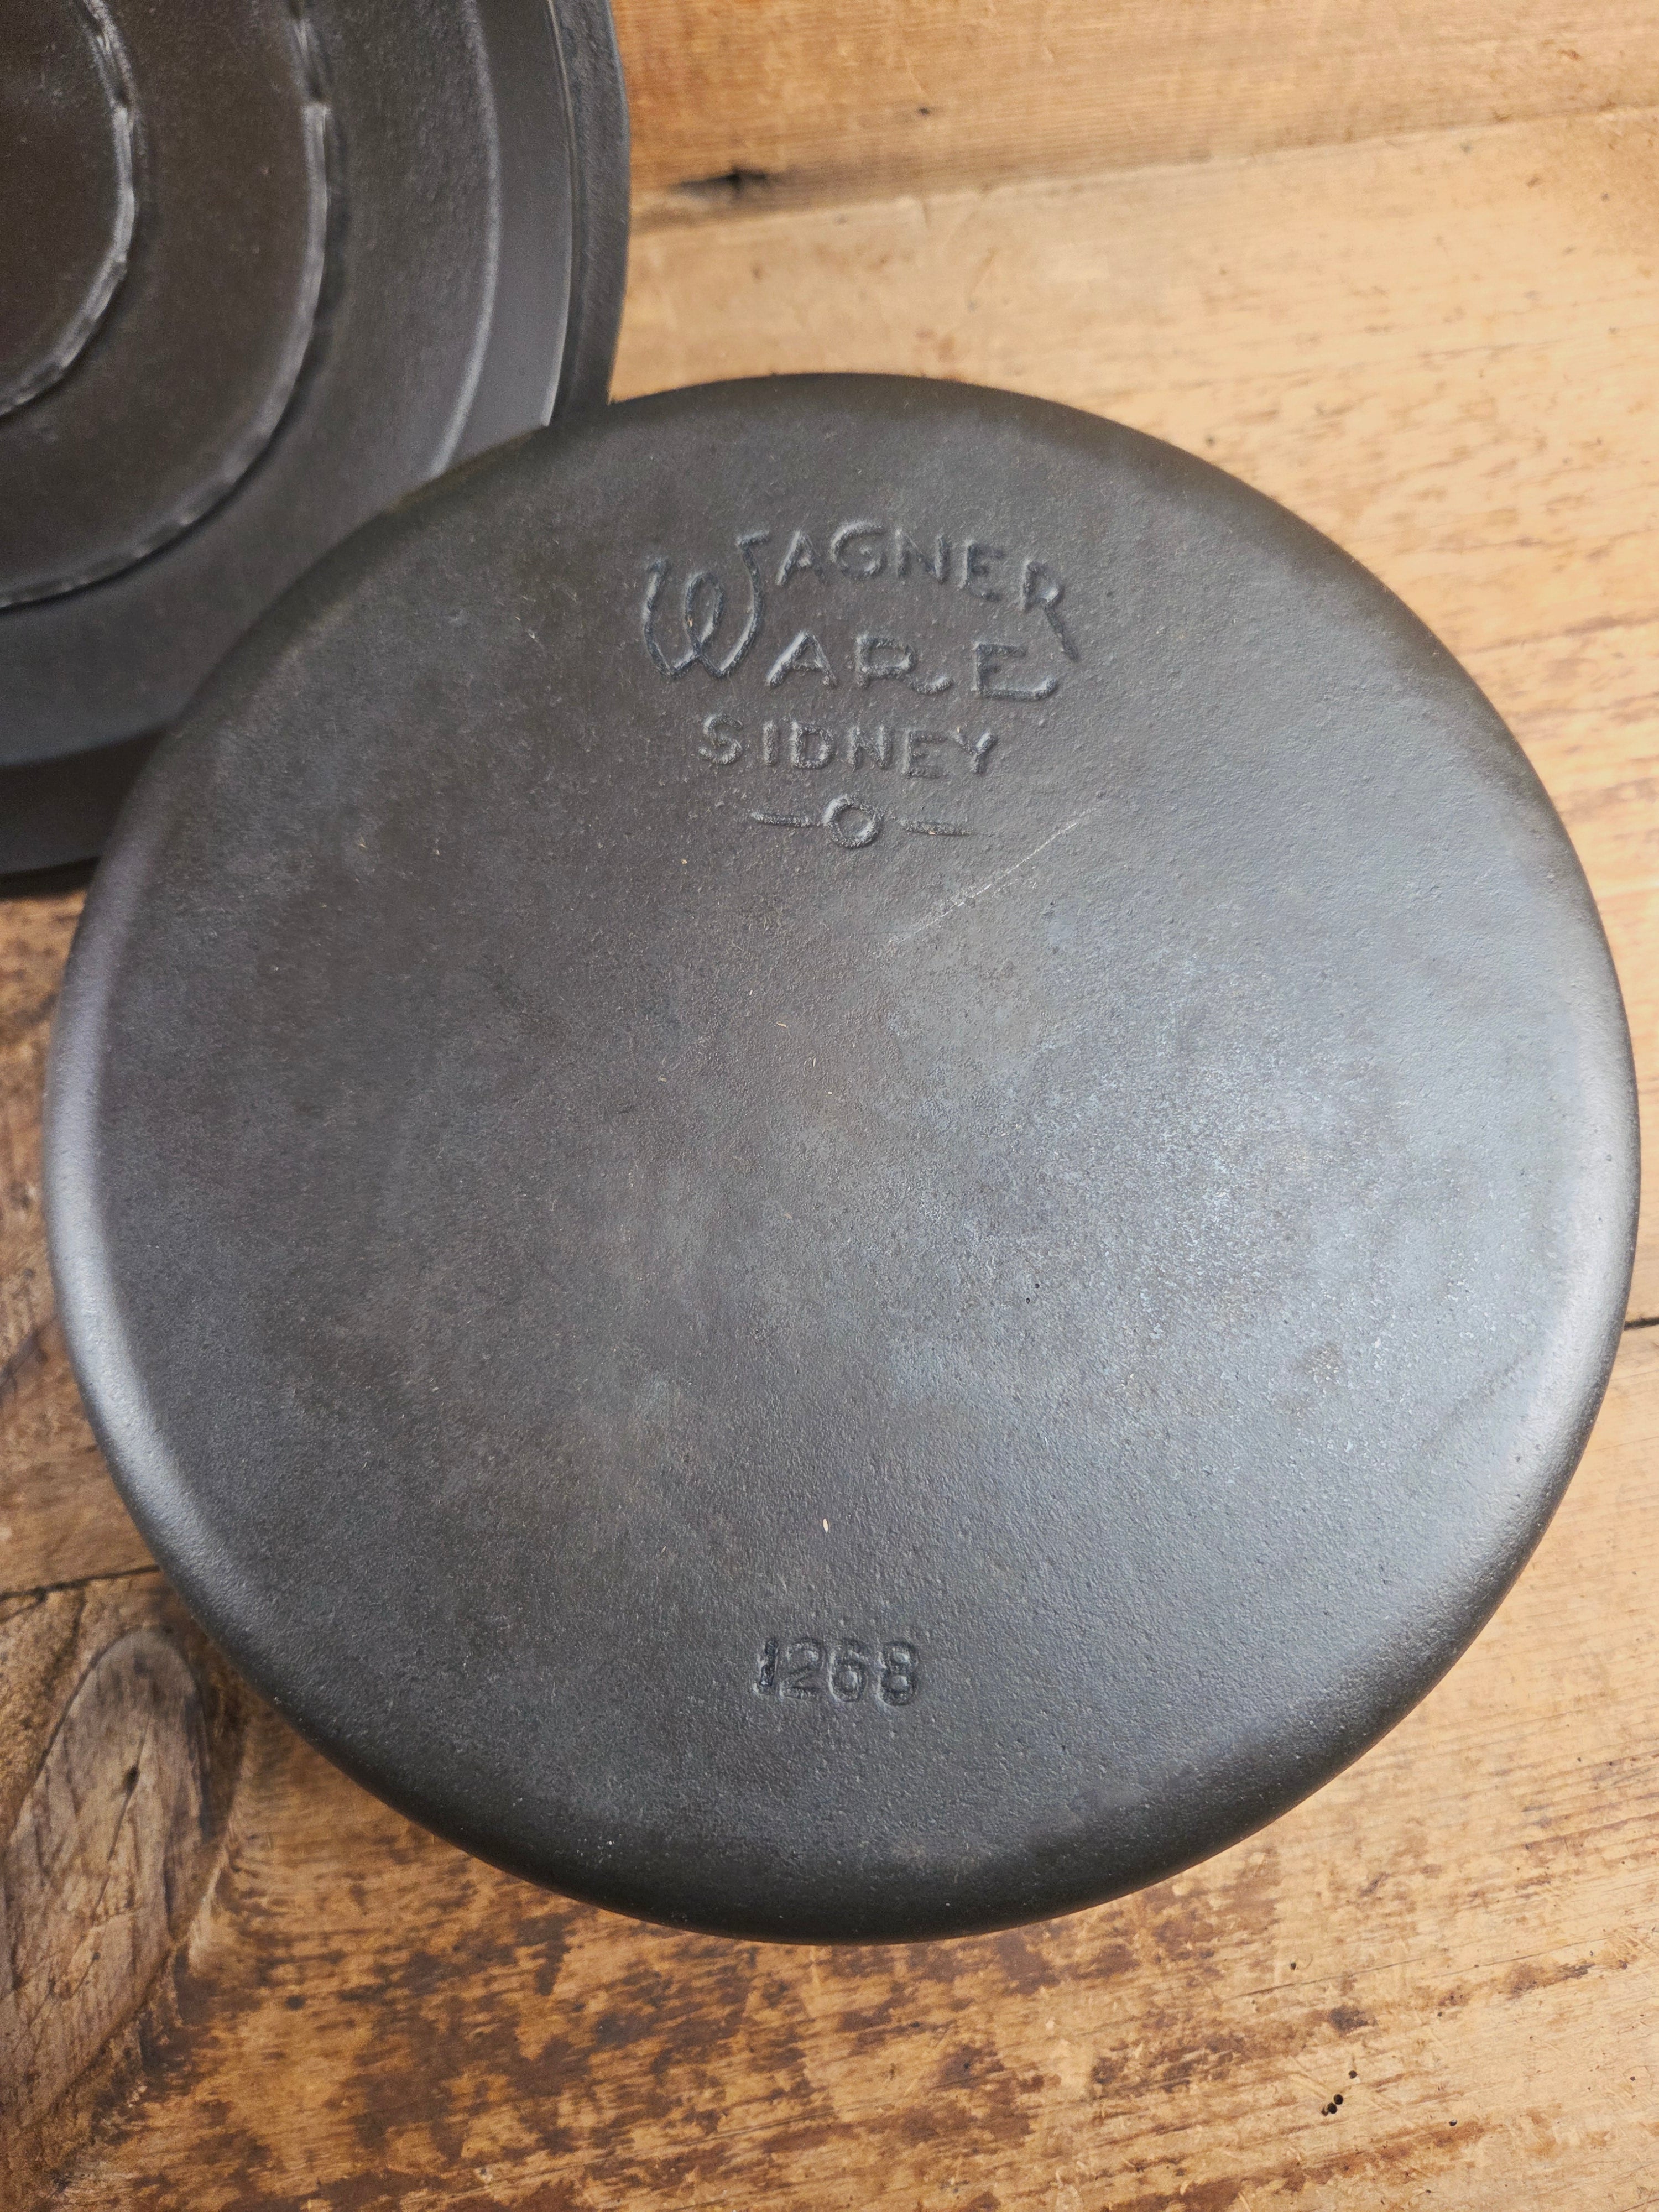 WAGNER
WARE
SIDNEY
-O-
1268